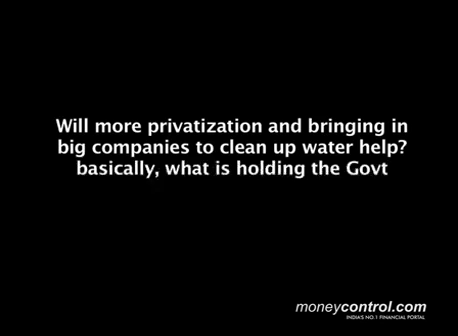 Will more privatization and bringing in
big companies to clean up water help?
basically, what is holding the Govt
moneycontrol.com
INDIA'S NO.1 FINANCIAL PORTAL